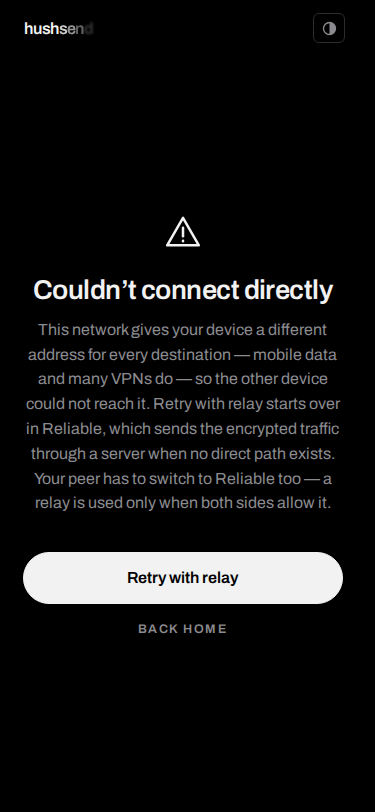 hushsend
Couldn’t connect directly
This network gives your device a different
address for every destination — mobile data
and many VPNs do — so the other device
could not reach it. Retry with relay starts over
in Reliable, which sends the encrypted traffic
through a server when no direct path exists.
Your peer has to switch to Reliable too — a
relay is used only when both sides allow it.
Retry with relay
BACK HOME